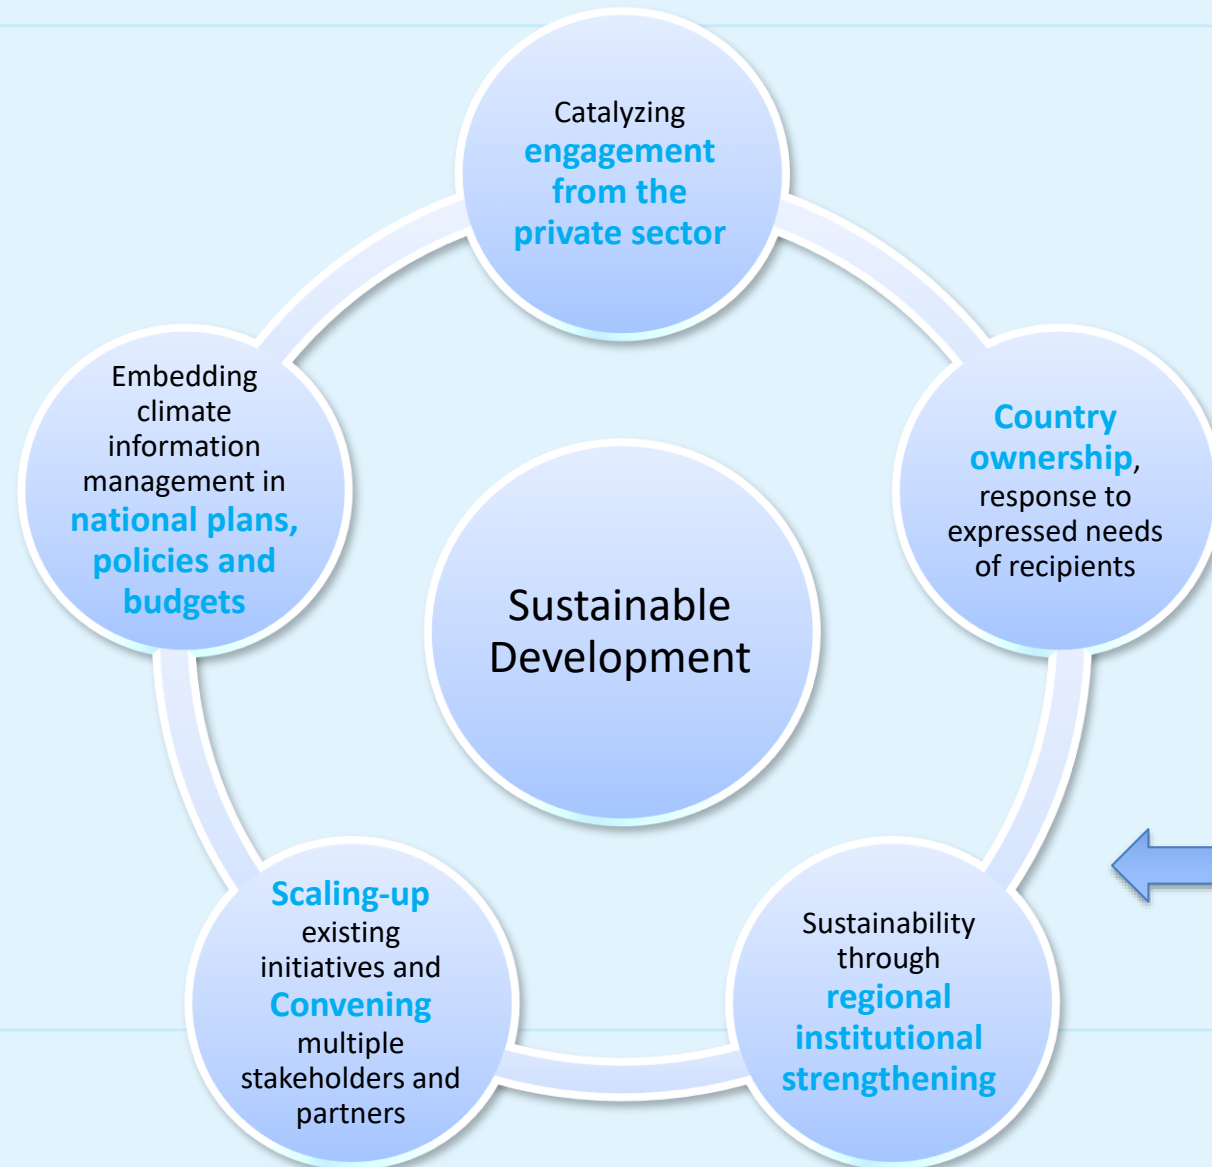 Catalyzing
engagement
from the
private sector
Country
ownership,
response to
expressed needs
of recipients
Sustainability
through
regional
institutional
strengthening
Scaling-up
existing
initiatives and
Convening
multiple
stakeholders and
partners
Embedding
climate
information
management in
national plans,
policies and
budgets
Sustainable
Development